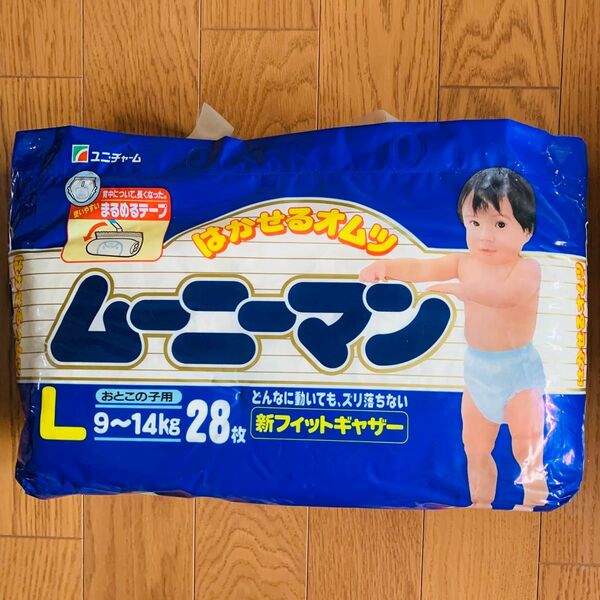 ユニ・チャーム
背中について、長くなった。
使いやすい
まるめるテープ
はかせるオムツ
ムーニーマン
L
おとこの子用
9〜14kg
28枚
どんなに動いても、ズリ落ちない
新フィットギャザー